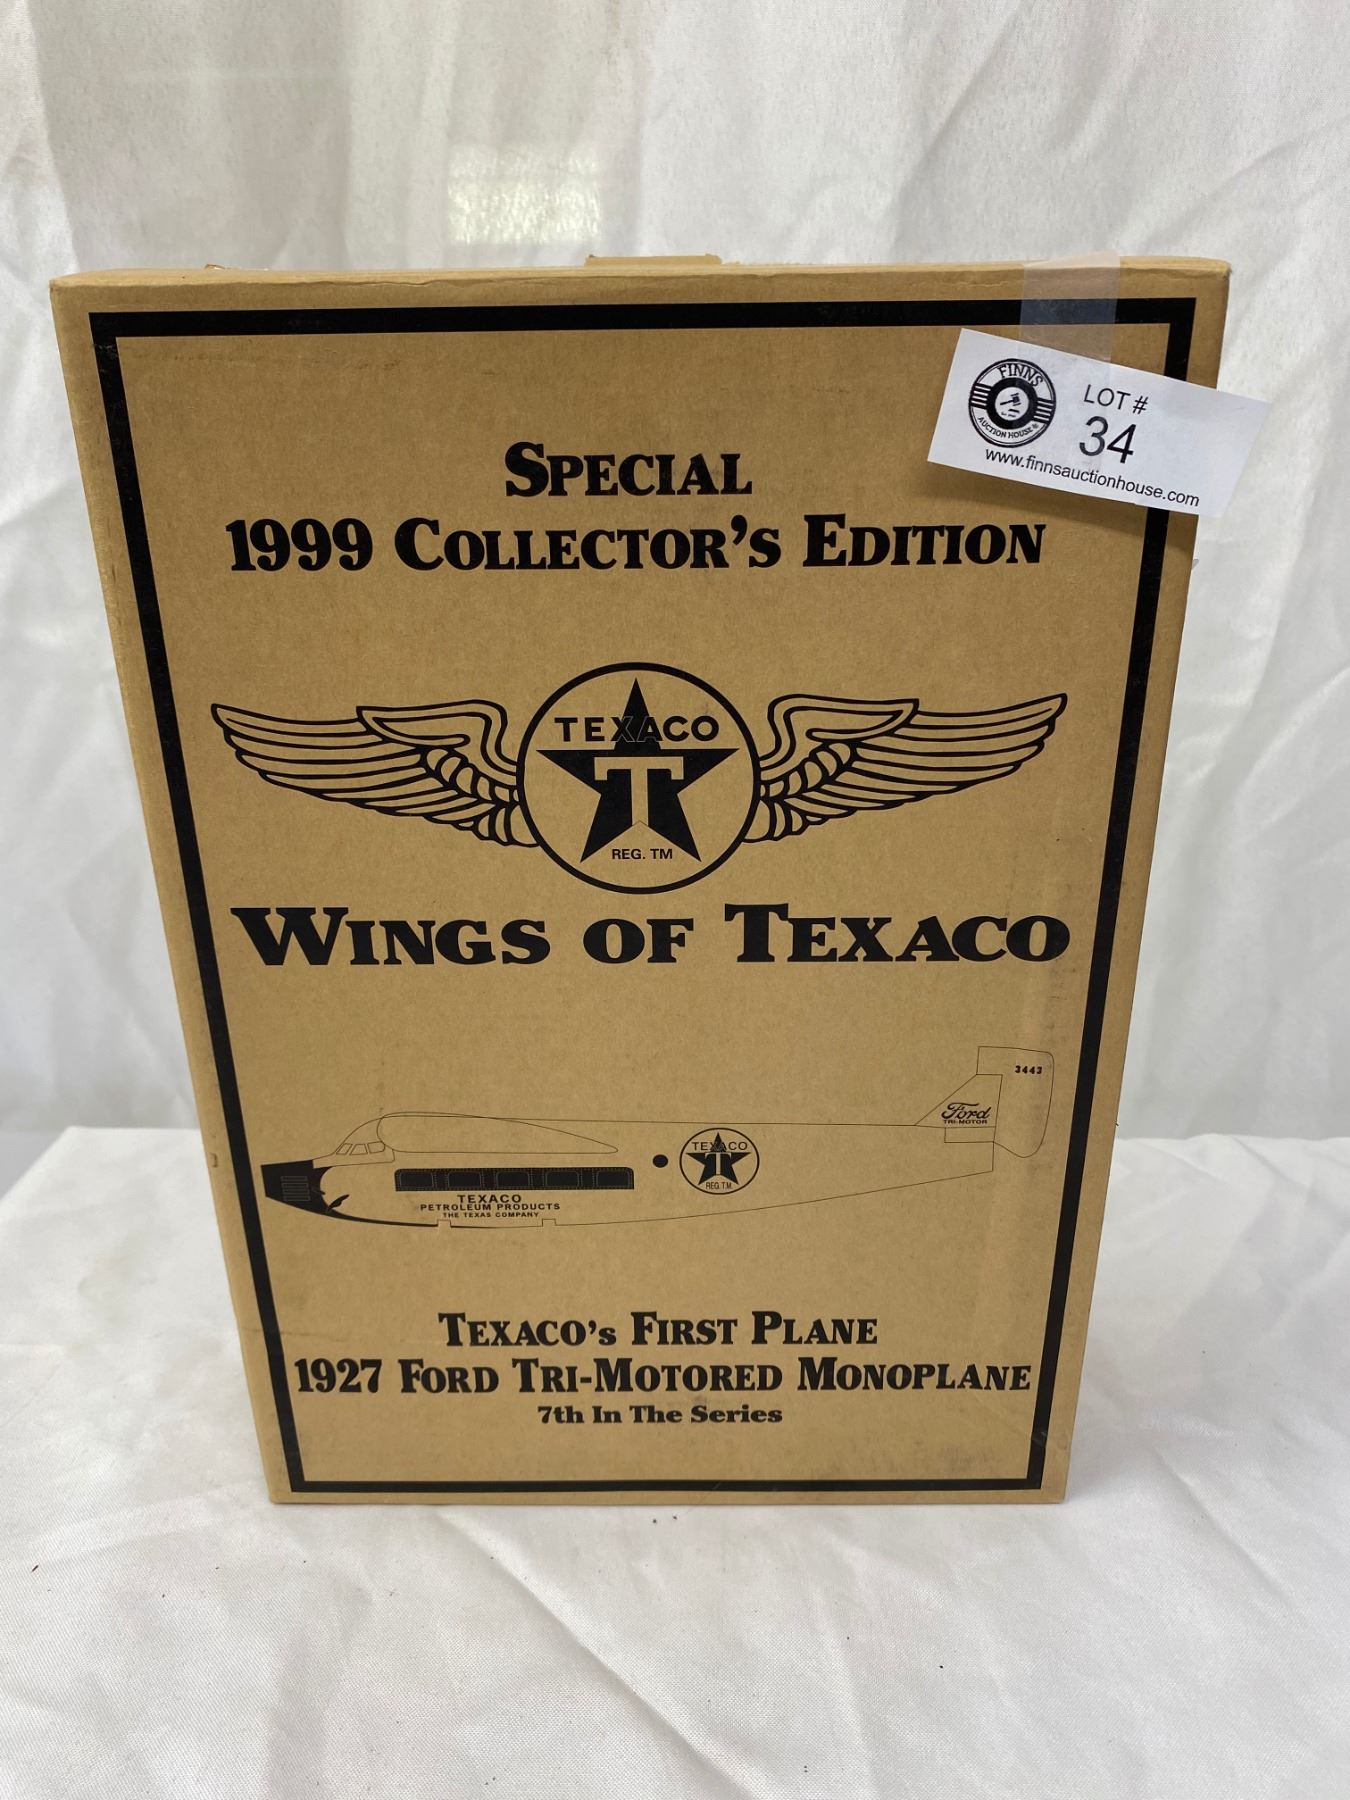 FINNS
AUCTION HOUSE
LOT #
34
www.finnsauctionhouse.com
SPECIAL
1999 COLLECTOR'S EDITION
TEXACO
T
REG. TM
WINGS OF TEXACO
3443
Ford
TRI-MOTOR
TEXACO
T
REG. T.M.
TEXACO
PETROLEUM PRODUCTS
THE TEXAS COMPANY
TEXACO's FIRST PLANE
1927 FORD TRI-MOTORED MONOPLANE
7th In The Series